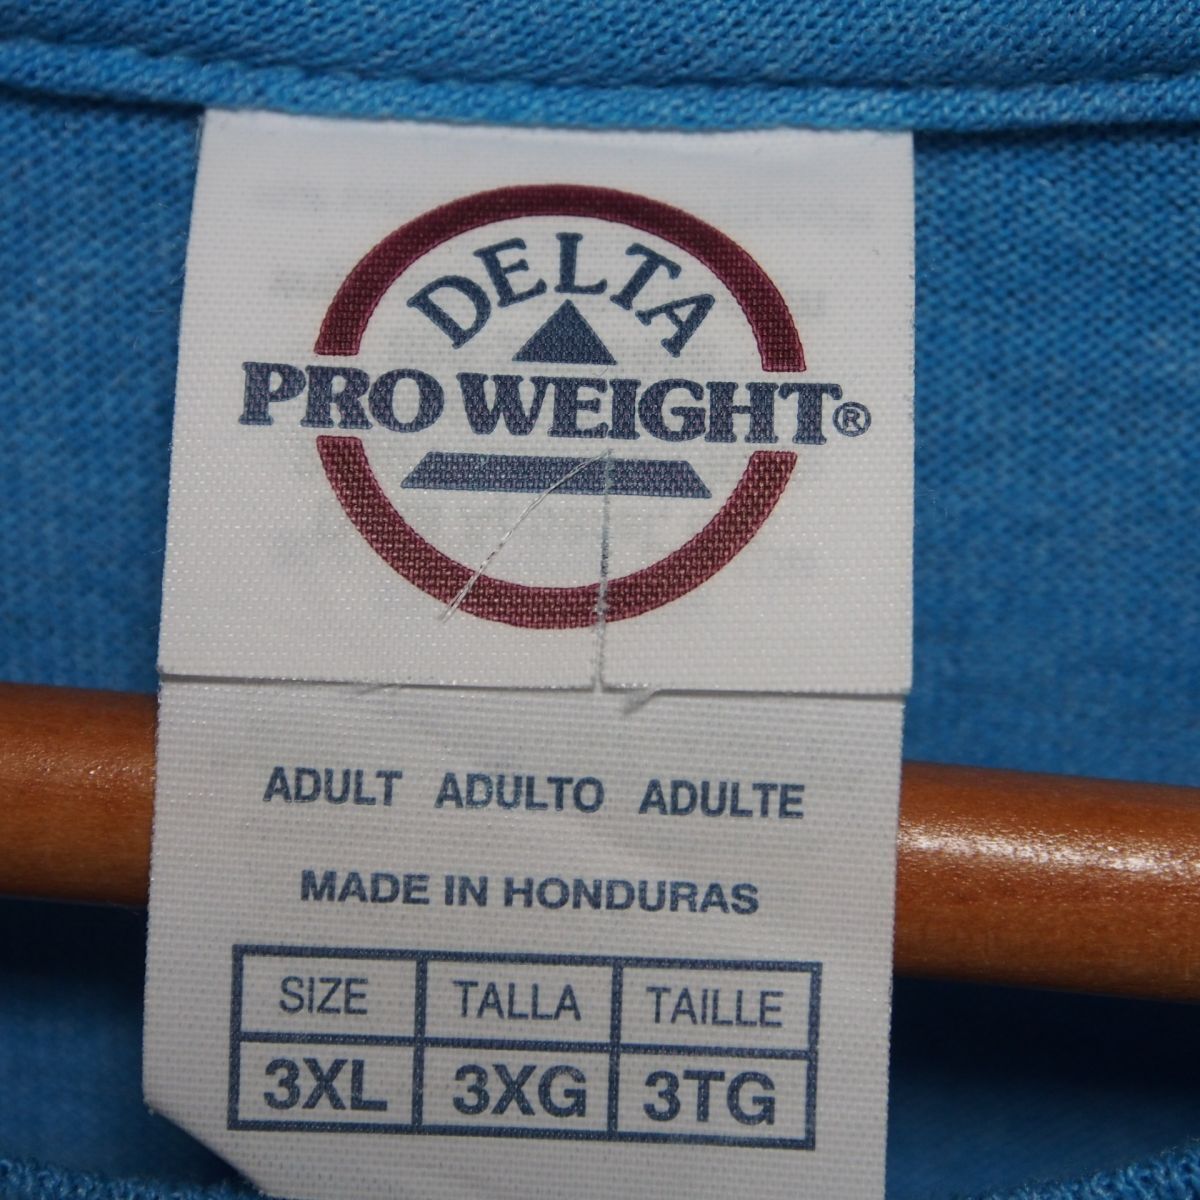 DELTA
PRO WEIGHT®
ADULT ADULTO ADULTE
MADE IN HONDURAS
SIZE TALLA TAILLE
3XL 3XG 3TG